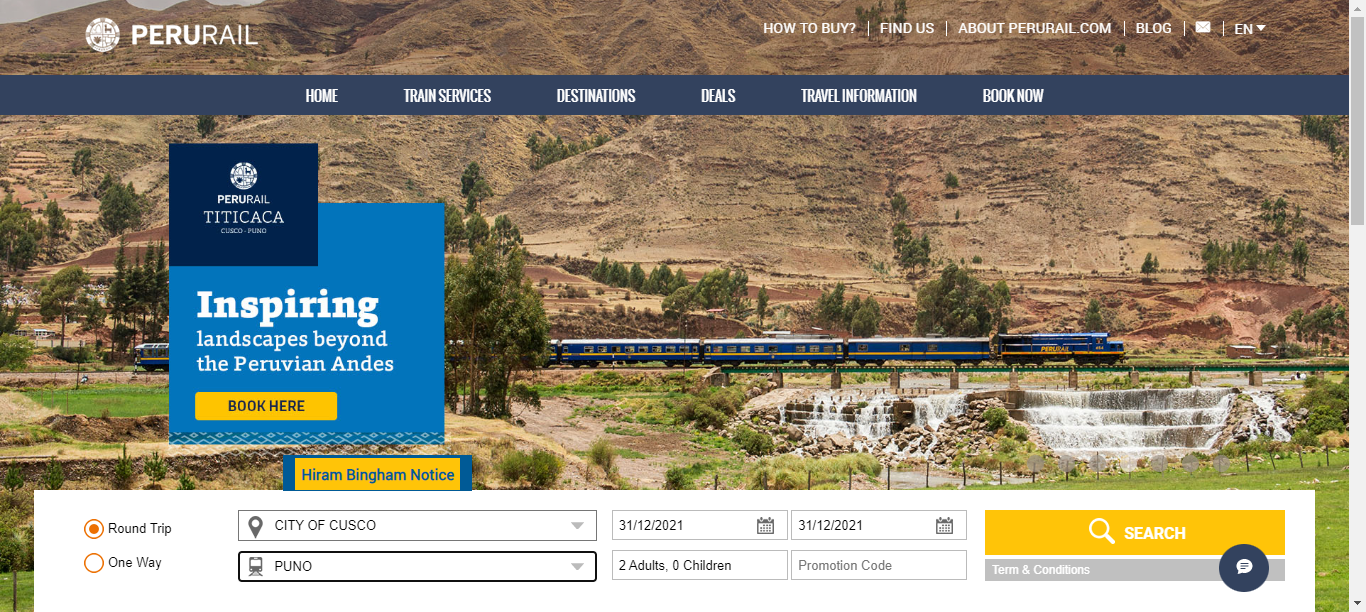 PERURAIL
HOW TO BUY?
FIND US
ABOUT PERURAIL.COM
BLOG
EN
HOME
TRAIN SERVICES
DESTINATIONS
DEALS
TRAVEL INFORMATION
BOOK NOW
PERURAIL
TITICACA
CUSCO - PUNO
Inspiring
landscapes beyond
the Peruvian Andes
BOOK HERE
PERURAIL
Hiram Bingham Notice
Round Trip
CITY OF CUSCO
31/12/2021
31/12/2021
SEARCH
One Way
PUNO
2 Adults, 0 Children
Promotion Code
Term & Conditions